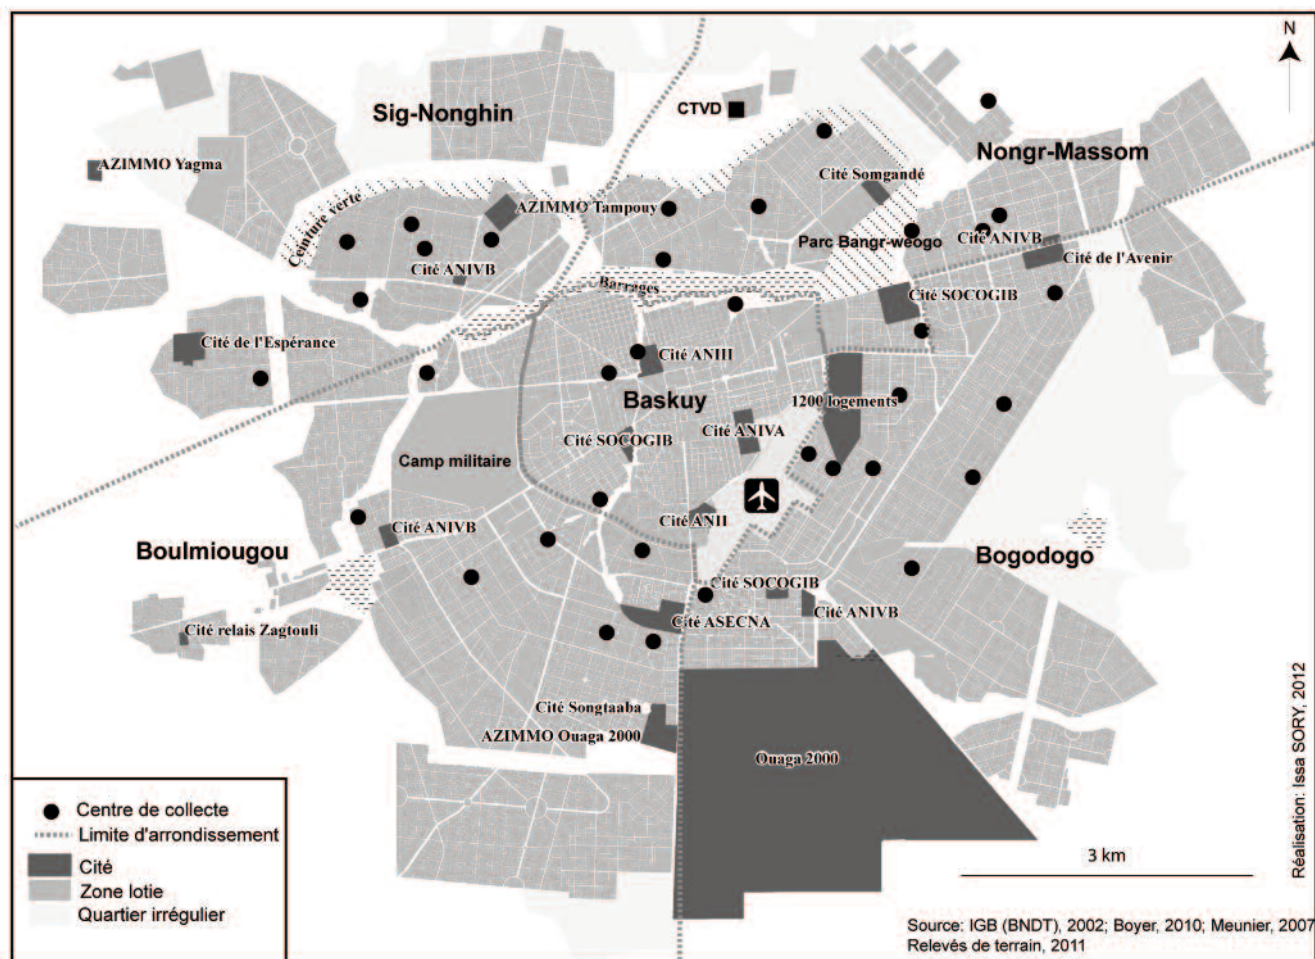 N
Sig-Nonghin
CTVD
Nongr-Massom
AZIMMO Yagma
Cité Somgandé
Ceinture verte
AZIMMO Tampouy
Parc Bangr-weogo
Cité ANIVB
Cité de l'Avenir
Cité ANIVB
Barrages
Cité SOCOGIB
Cité de l'Espérance
Cité ANIII
Baskuy
1200 logements
Cité ANIVA
Cité SOCOGIB
Camp militaire
Cité ANII
Cité ANIVB
Boulmiougou
Bogodogo
Cité SOCOGIB
Cité ANIVB
Cité ASECNA
Cité relais Zagtouli
Cité Songtaaba
AZIMMO Ouaga 2000
Ouaga 2000
Centre de collecte
Limite d'arrondissement
Cité
Zone lotie
Quartier irrégulier
3 km
Réalisation: Issa SORY, 2012
Source: IGB (BNDT), 2002; Boyer, 2010; Meunier, 2007
Relevés de terrain, 2011